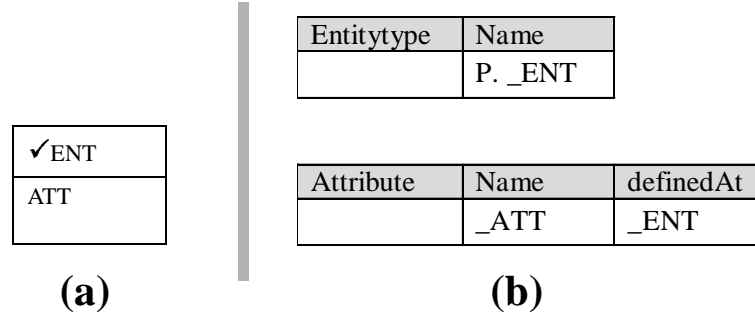 ✓ENT
ATT
(a)
Entitytype Name
P. _ENT
Attribute Name definedAt
_ATT _ENT
(b)